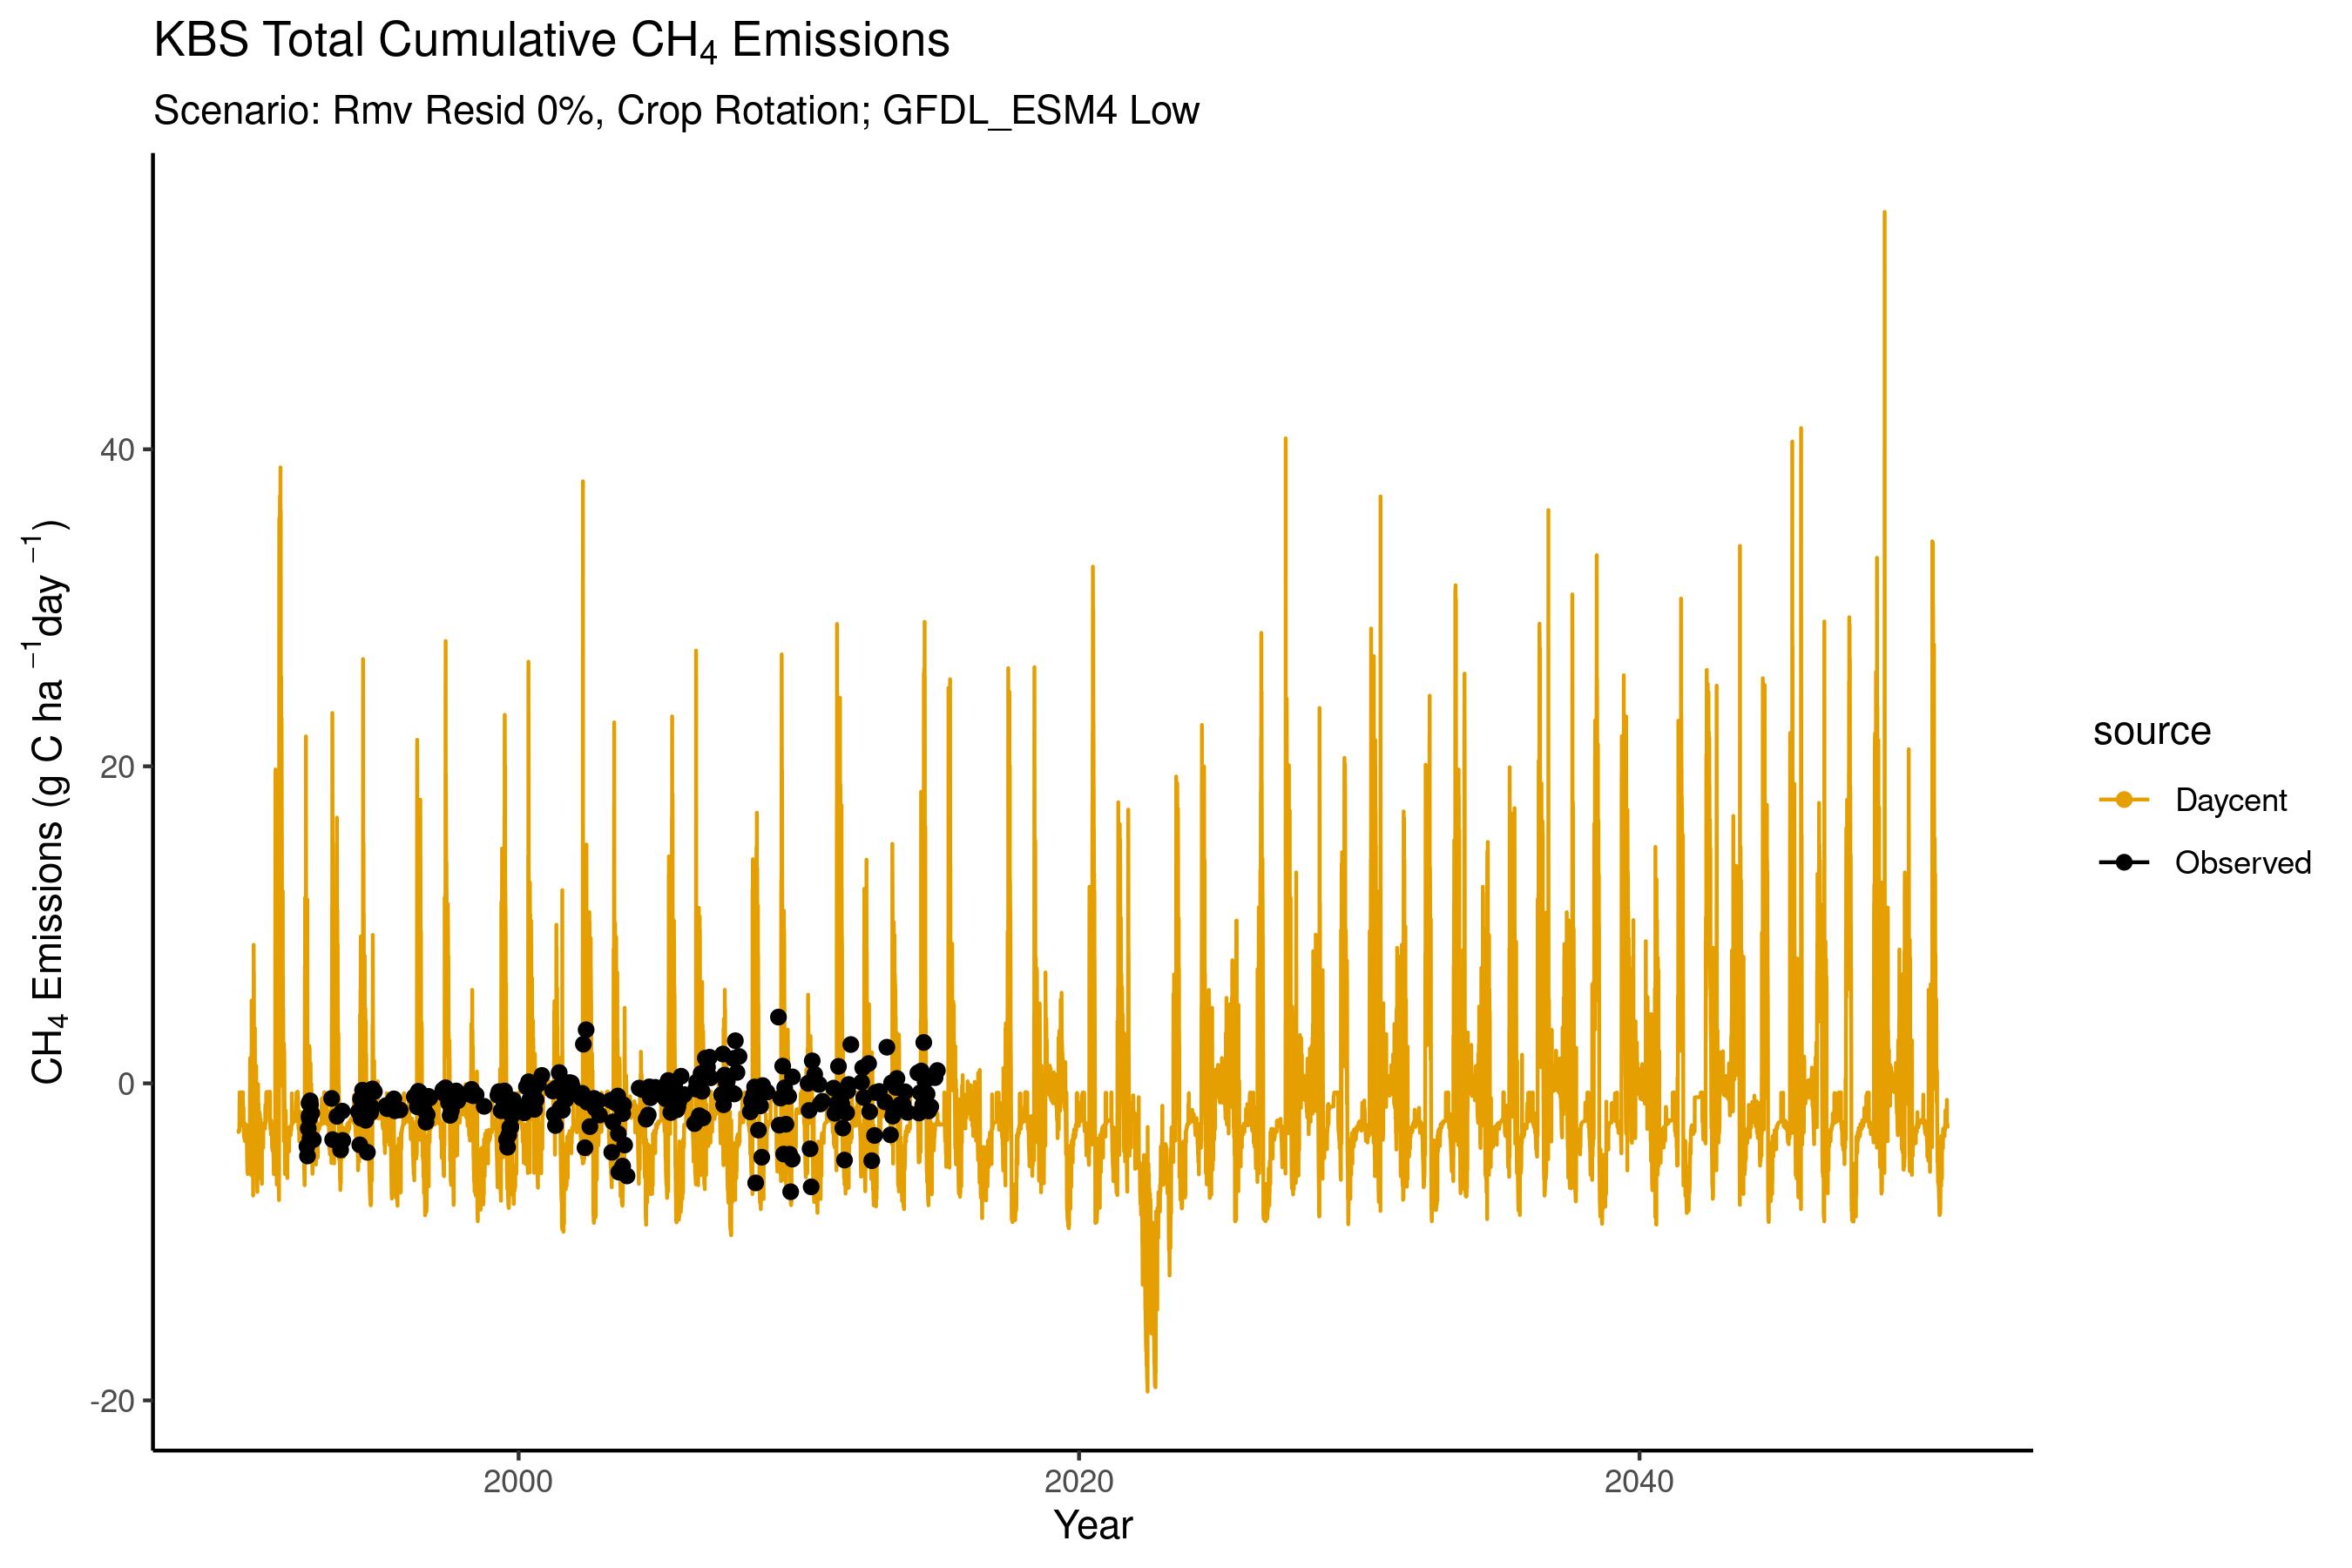 KBS Total Cumulative CH₄ Emissions
Scenario: Rmv Resid 0%, Crop Rotation; GFDL_ESM4 Low
CH₄ Emissions (g C ha⁻¹day⁻¹)
40
20
0
-20
2000
2020
2040
Year
source
Daycent
Observed